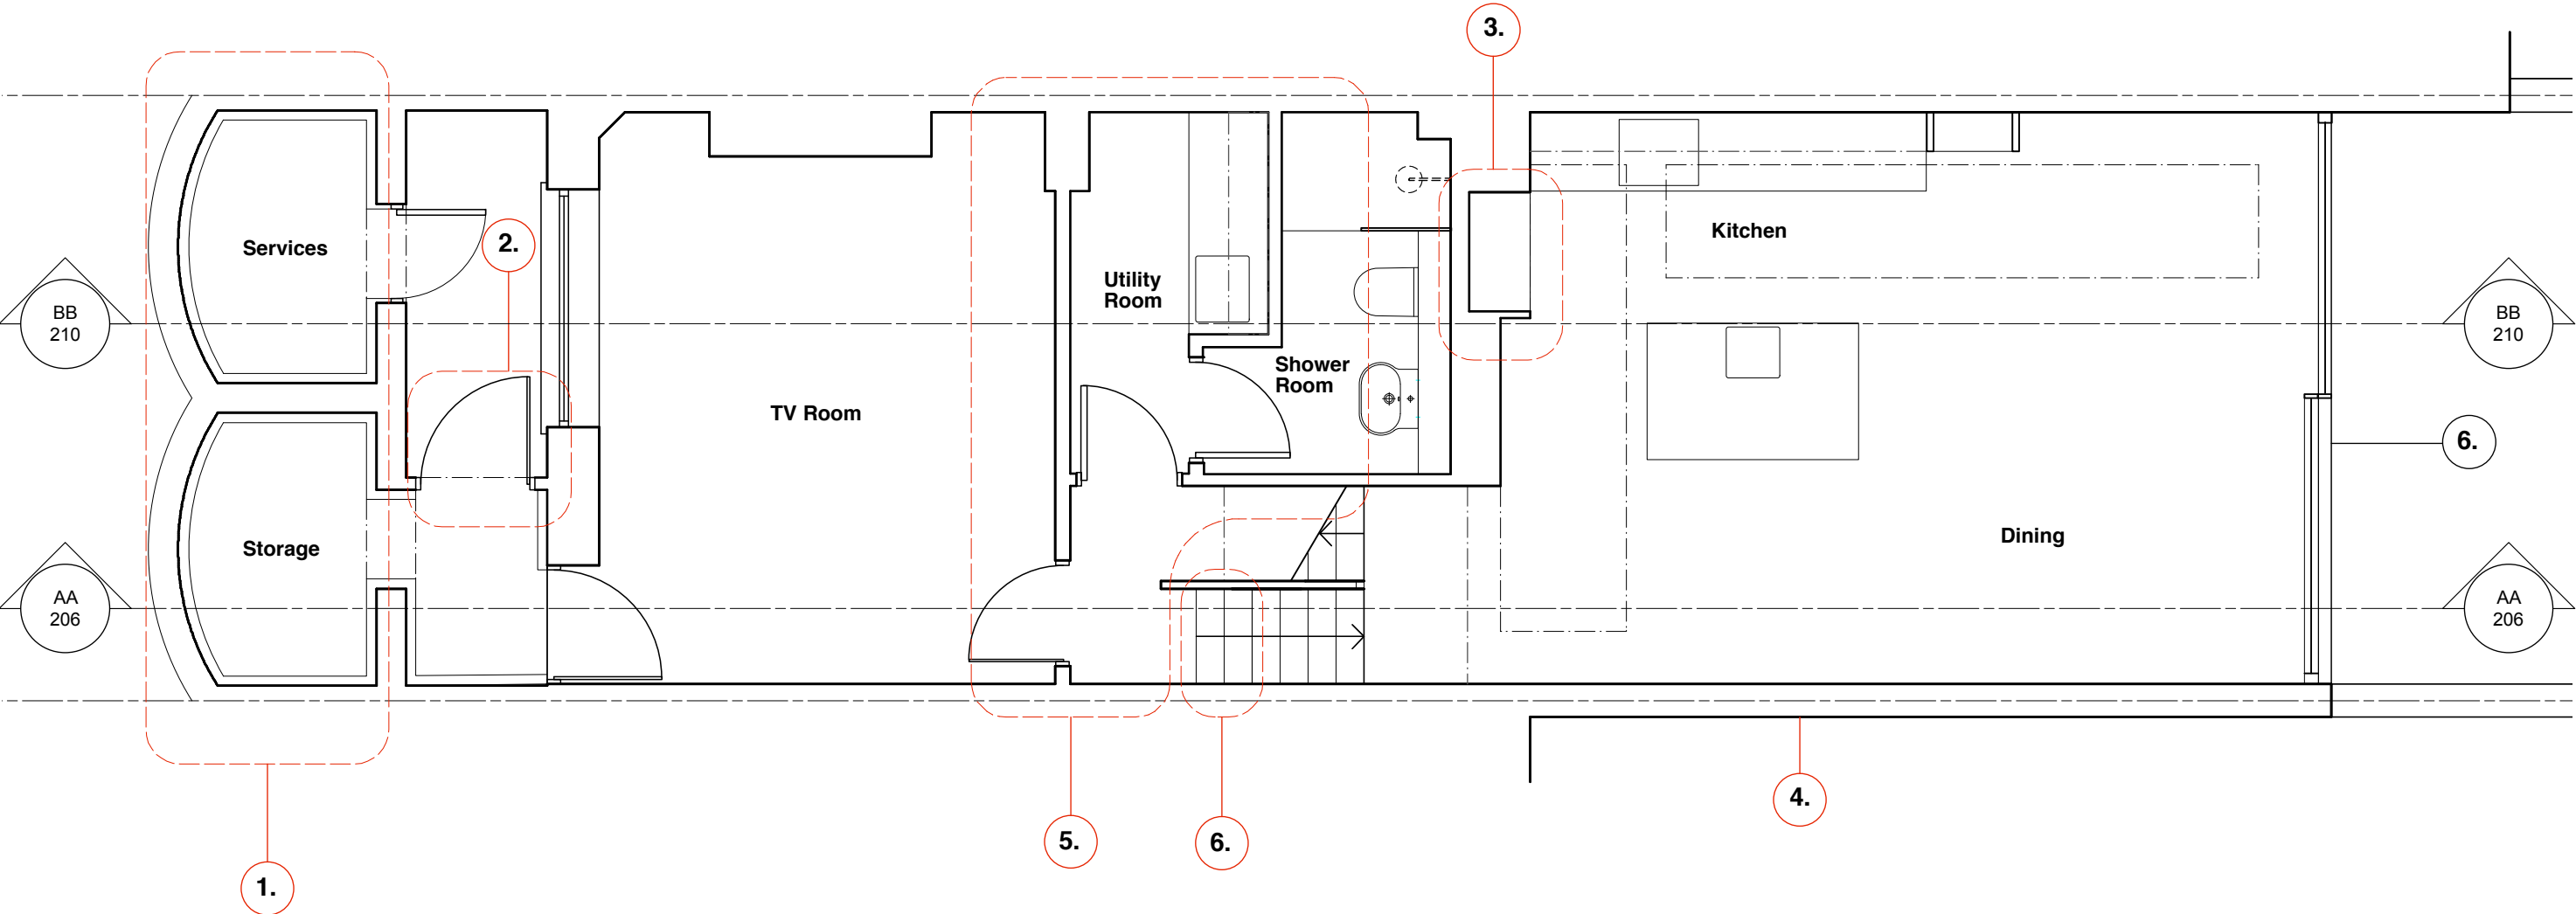 3.
Services
2.
Kitchen
Utility
Room
BB
210
BB
210
Shower
Room
TV Room
6.
Storage
Dining
AA
206
AA
206
4.
5.
6.
1.